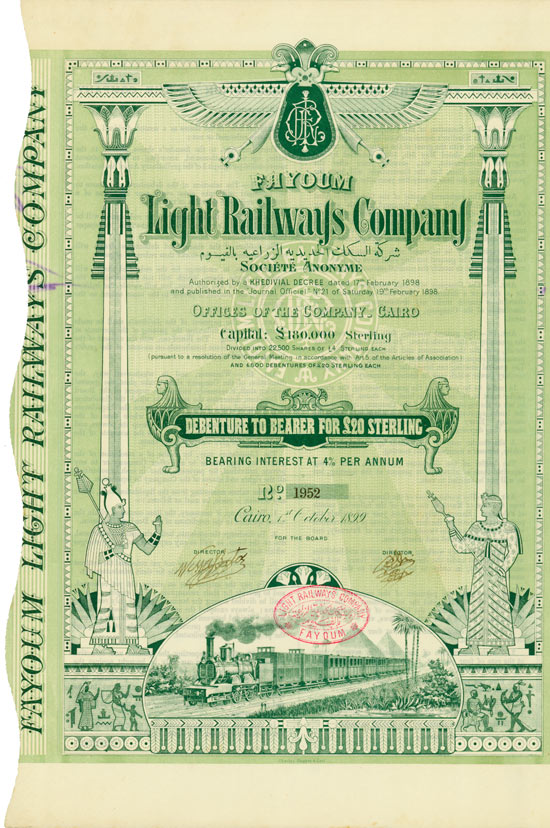 FAYOUM
Light Railways Company
شركة السكك الحديدية الزراعية بالفيوم
SOCIÉTÉ ANONYME
Authorized by a KHEDIVIAL DECREE dated 17th February 1898
and published in the "Journal Officiel" No 21 of Saturday 19th February 1898.
OFFICES OF THE COMPANY, CAIRO
Capital: £180.000 Sterling
DIVIDED INTO 22.500 SHARES OF £4 STERLING EACH
(pursuant to a resolution of the General Meeting in accordance with Art. 5 of the Articles of Association)
AND 4500 DEBENTURES OF £20 STERLING EACH
DEBENTURE TO BEARER FOR £20 STERLING
BEARING INTEREST AT 4% PER ANNUM
No 1952
Cairo, 1st October 1899
FOR THE BOARD
DIRECTOR
DIRECTOR
LIGHT RAILWAYS COMPANY
FAYOUM
FAYOUM LIGHT RAILWAYS COMPANY